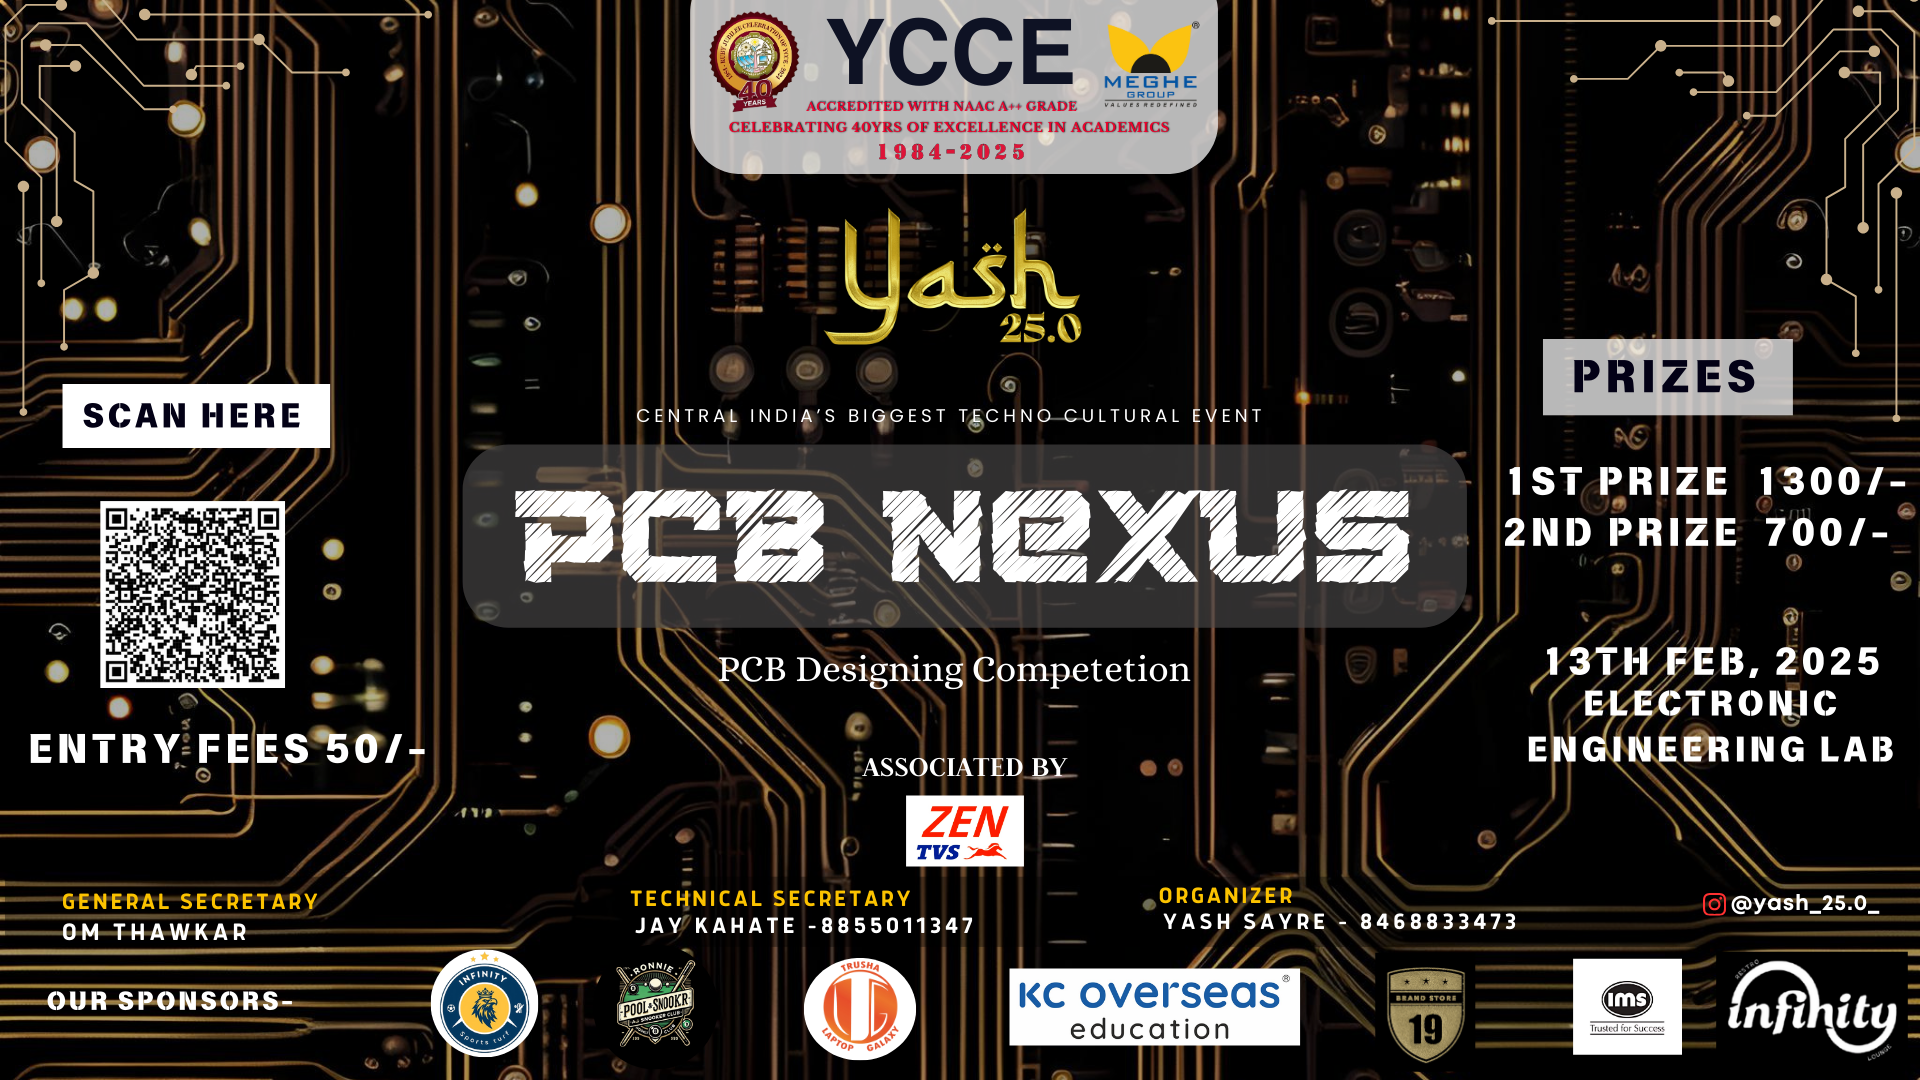 YCCE
40
YEARS
MEGHE
GROUP
VALUES REDEFINED
ACCREDITED WITH NAAC A++ GRADE
CELEBRATING 40YRS OF EXCELLENCE IN ACADEMICS
1984-2025
Yash
25.0
CENTRAL INDIA'S BIGGEST TECHNO CULTURAL EVENT
PCB NEXUS
PCB Designing Competetion
ASSOCIATED BY
ZEN
TVS
SCAN HERE
ENTRY FEES 50/-
PRIZES
1ST PRIZE 1300/-
2ND PRIZE 700/-
13TH FEB, 2025
ELECTRONIC
ENGINEERING LAB
GENERAL SECRETARY
OM THAWKAR
TECHNICAL SECRETARY
JAY KAHATE -8855011347
ORGANIZER
YASH SAYRE - 8468833473
@yash_25.0_
OUR SPONSORS-
INFINITY
Sports turf
RONNIE
POOL & SNOOKR
SNOOKER CLUB
TRUSHA
LAPTOP GALAXY
KC overseas®
education
BRAND STORE
19
ims
Trusted for Success
RESTRO
infinity
LOUNGE